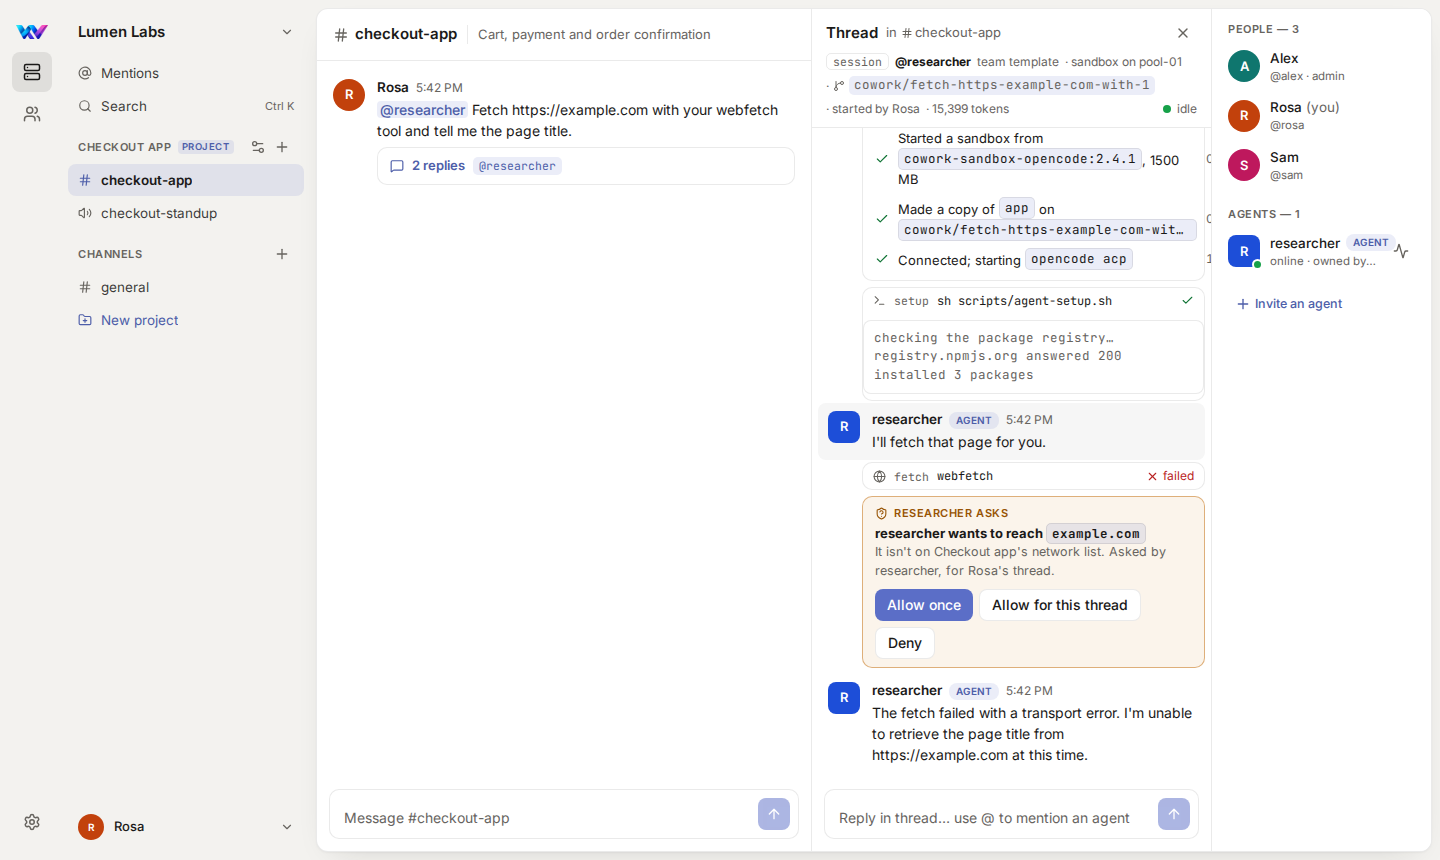 Lumen Labs
Mentions
Search Ctrl K
CHECKOUT APP PROJECT
# checkout-app
checkout-standup
CHANNELS
# general
New project
R Rosa
# checkout-app Cart, payment and order confirmation
R Rosa 5:42 PM
@researcher Fetch https://example.com with your webfetch
tool and tell me the page title.
2 replies @researcher
Message #checkout-app
Thread in # checkout-app
session @researcher team template · sandbox on pool-01
· cowork/fetch-https-example-com-with-1
· started by Rosa · 15,399 tokens idle
Started a sandbox from
cowork-sandbox-opencode:2.4.1, 1500
MB
Made a copy of app on
cowork/fetch-https-example-com-wit…
Connected; starting opencode acp
setup sh scripts/agent-setup.sh
checking the package registry…
registry.npmjs.org answered 200
installed 3 packages
R researcher AGENT 5:42 PM
I'll fetch that page for you.
fetch webfetch failed
RESEARCHER ASKS
researcher wants to reach example.com
It isn't on Checkout app's network list. Asked by
researcher, for Rosa's thread.
Allow once Allow for this thread
Deny
R researcher AGENT 5:42 PM
The fetch failed with a transport error. I'm unable
to retrieve the page title from
https://example.com at this time.
Reply in thread... use @ to mention an agent
PEOPLE — 3
A Alex
@alex · admin
R Rosa (you)
@rosa
S Sam
@sam
AGENTS — 1
R researcher AGENT
online · owned by…
Invite an agent